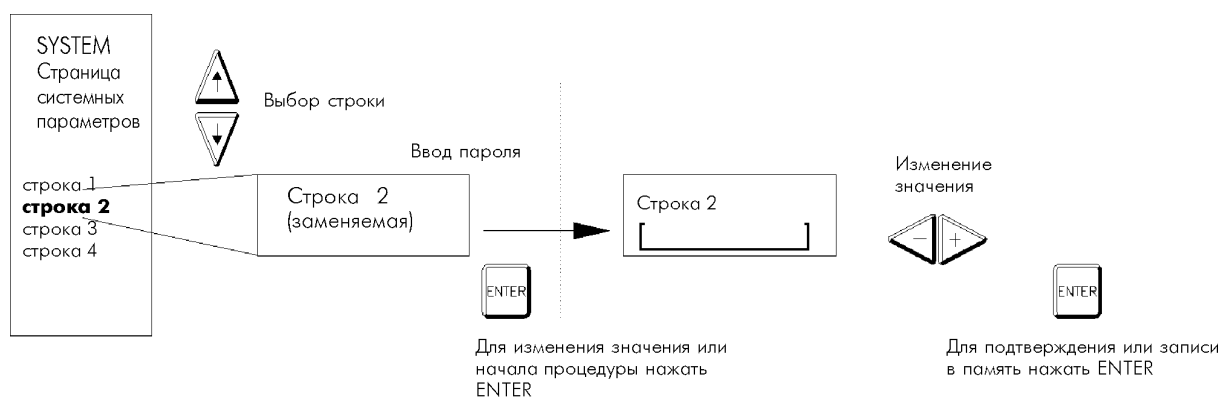 SYSTEM
Страница
системных
параметров
Выбор строки
строка 1
строка 2
строка 3
строка 4
Строка 2
(заменяемая)
Ввод пароля
ENTER
Для изменения значения или
начала процедуры нажать
ENTER
Строка 2
Изменение
значения
− +
ENTER
Для подтверждения или записи
в память нажать ENTER